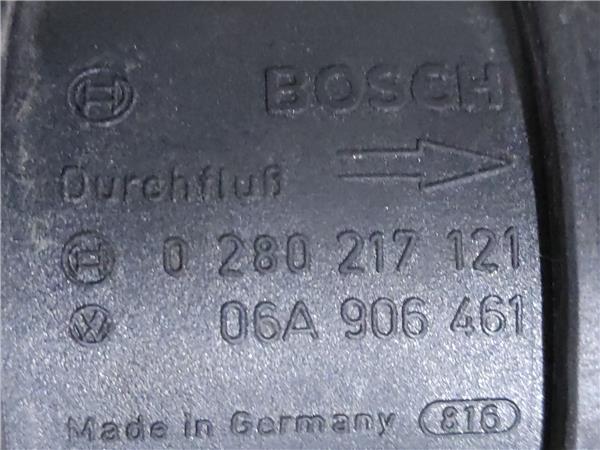 BOSCH
Durchfluß
0 280 217 121
06A 906 461
Made in Germany 816